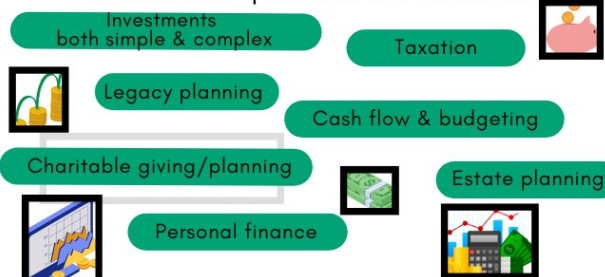 Investments
both simple & complex
Taxation
Legacy planning
Cash flow & budgeting
Charitable giving/planning
Estate planning
Personal finance